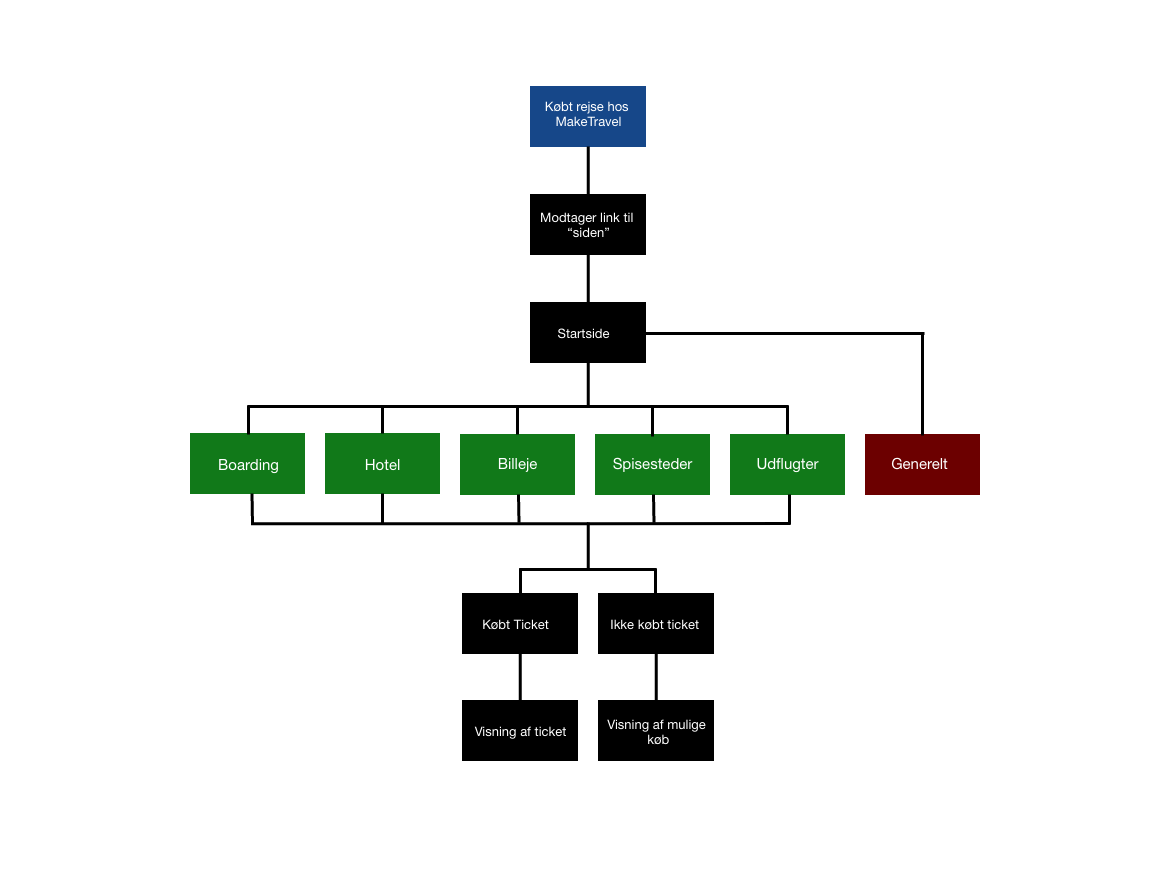 Købt rejse hos
MakeTravel
Modtager link til
“siden”
Startside
Boarding
Hotel
Billeje
Spisesteder
Udflugter
Generelt
Købt Ticket
Ikke købt ticket
Visning af ticket
Visning af mulige
køb